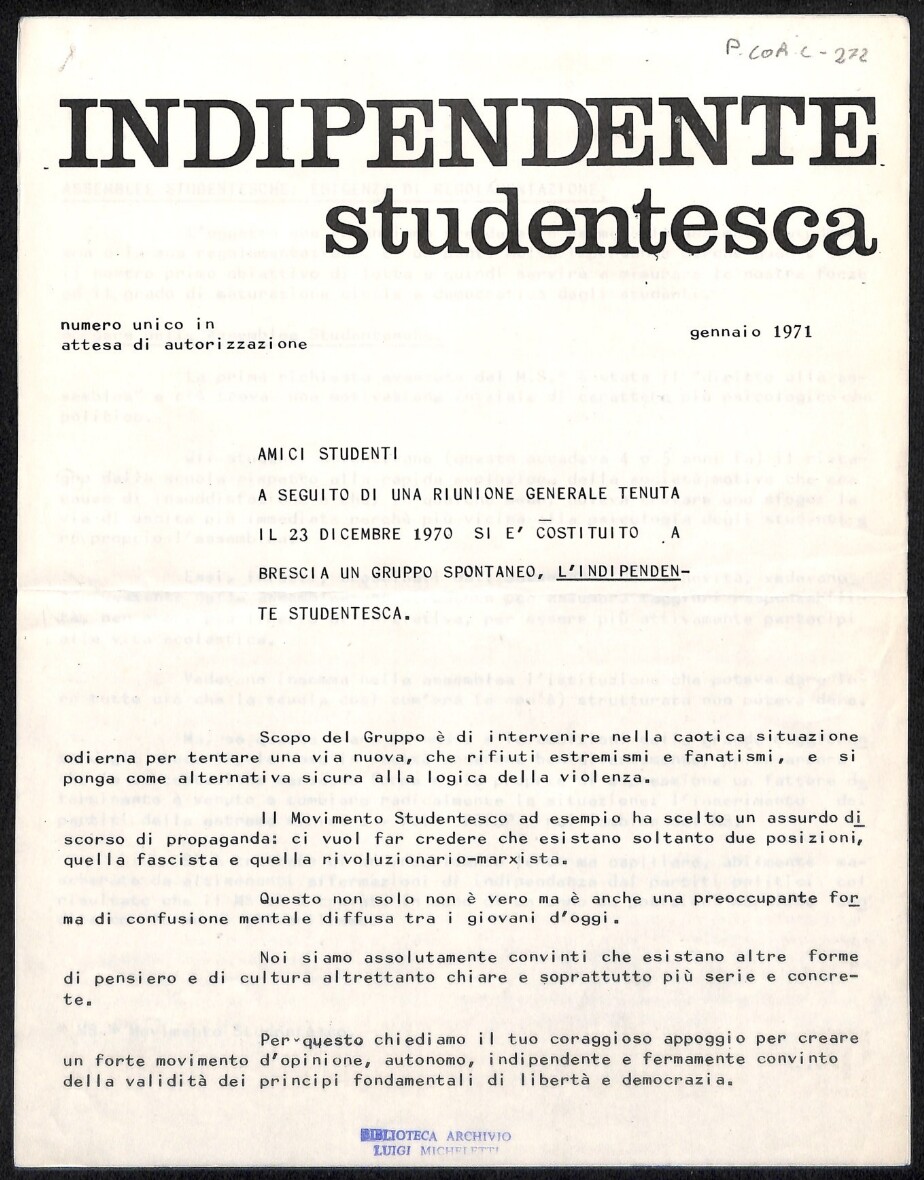 P. COR. C - 272
INDIPENDENTE
studentesca
numero unico in
attesa di autorizzazione
gennaio 1971
AMICI STUDENTI
A SEGUITO DI UNA RIUNIONE GENERALE TENUTA
IL 23 DICEMBRE 1970 SI E' COSTITUITO A
BRESCIA UN GRUPPO SPONTANEO, L'INDIPENDEN-
TE STUDENTESCA.
Scopo del Gruppo è di intervenire nella caotica situazione
odierna per tentare una via nuova, che rifiuti estremismi e fanatismi, e si
ponga come alternativa sicura alla logica della violenza.
Il Movimento Studentesco ad esempio ha scelto un assurdo di
scorso di propaganda: ci vuol far credere che esistano soltanto due posizioni,
quella fascista e quella rivoluzionario-marxista.
Questo non solo non è vero ma è anche una preoccupante for
ma di confusione mentale diffusa tra i giovani d'oggi.
Noi siamo assolutamente convinti che esistano altre forme
di pensiero e di cultura altrettanto chiare e soprattutto più serie e concre-
te.
Per questo chiediamo il tuo coraggioso appoggio per creare
un forte movimento d'opinione, autonomo, indipendente e fermamente convinto
della validità dei principi fondamentali di libertà e democrazia.
BIBLIOTECA ARCHIVIO
LUIGI MICHELETTI